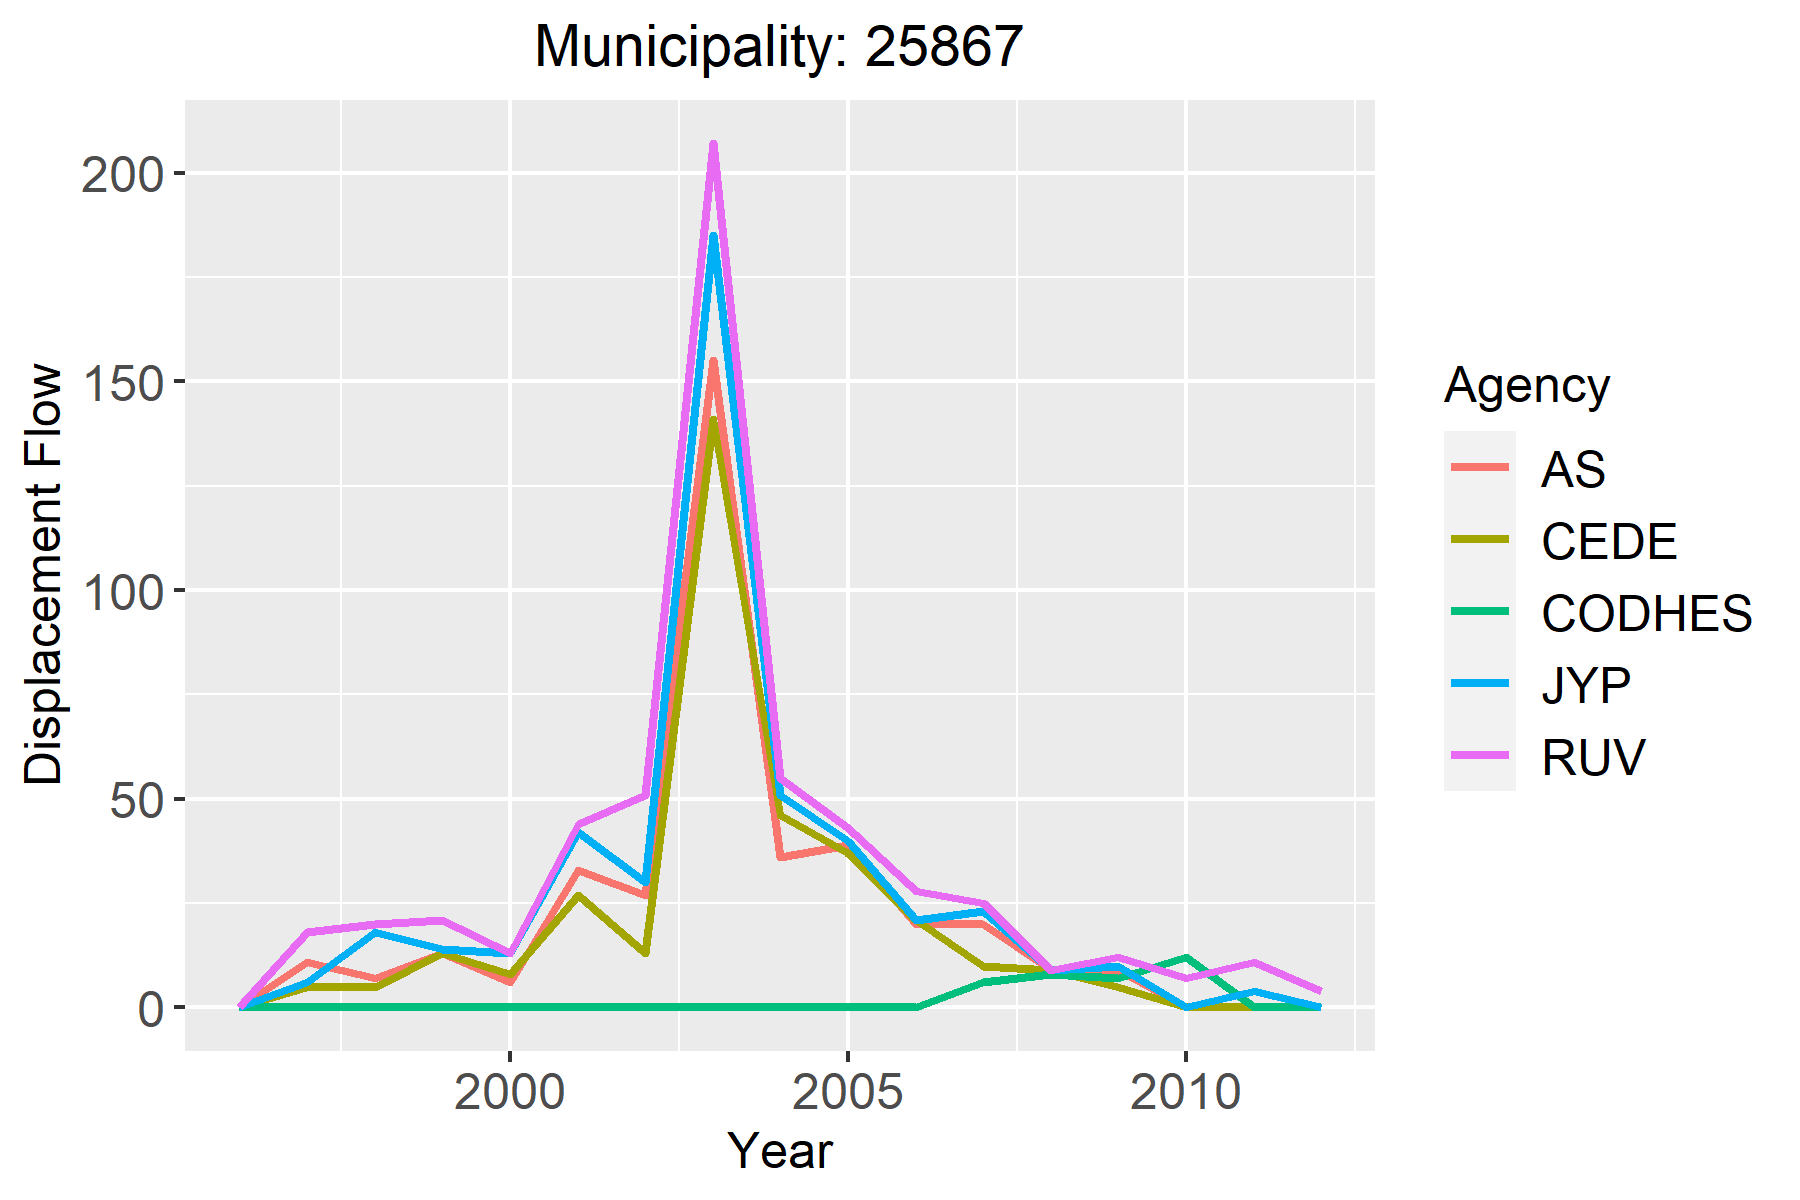 Municipality: 25867
Displacement Flow
200
150
100
50
0
2000 2005 2010
Year
Agency
AS
CEDE
CODHES
JYP
RUV